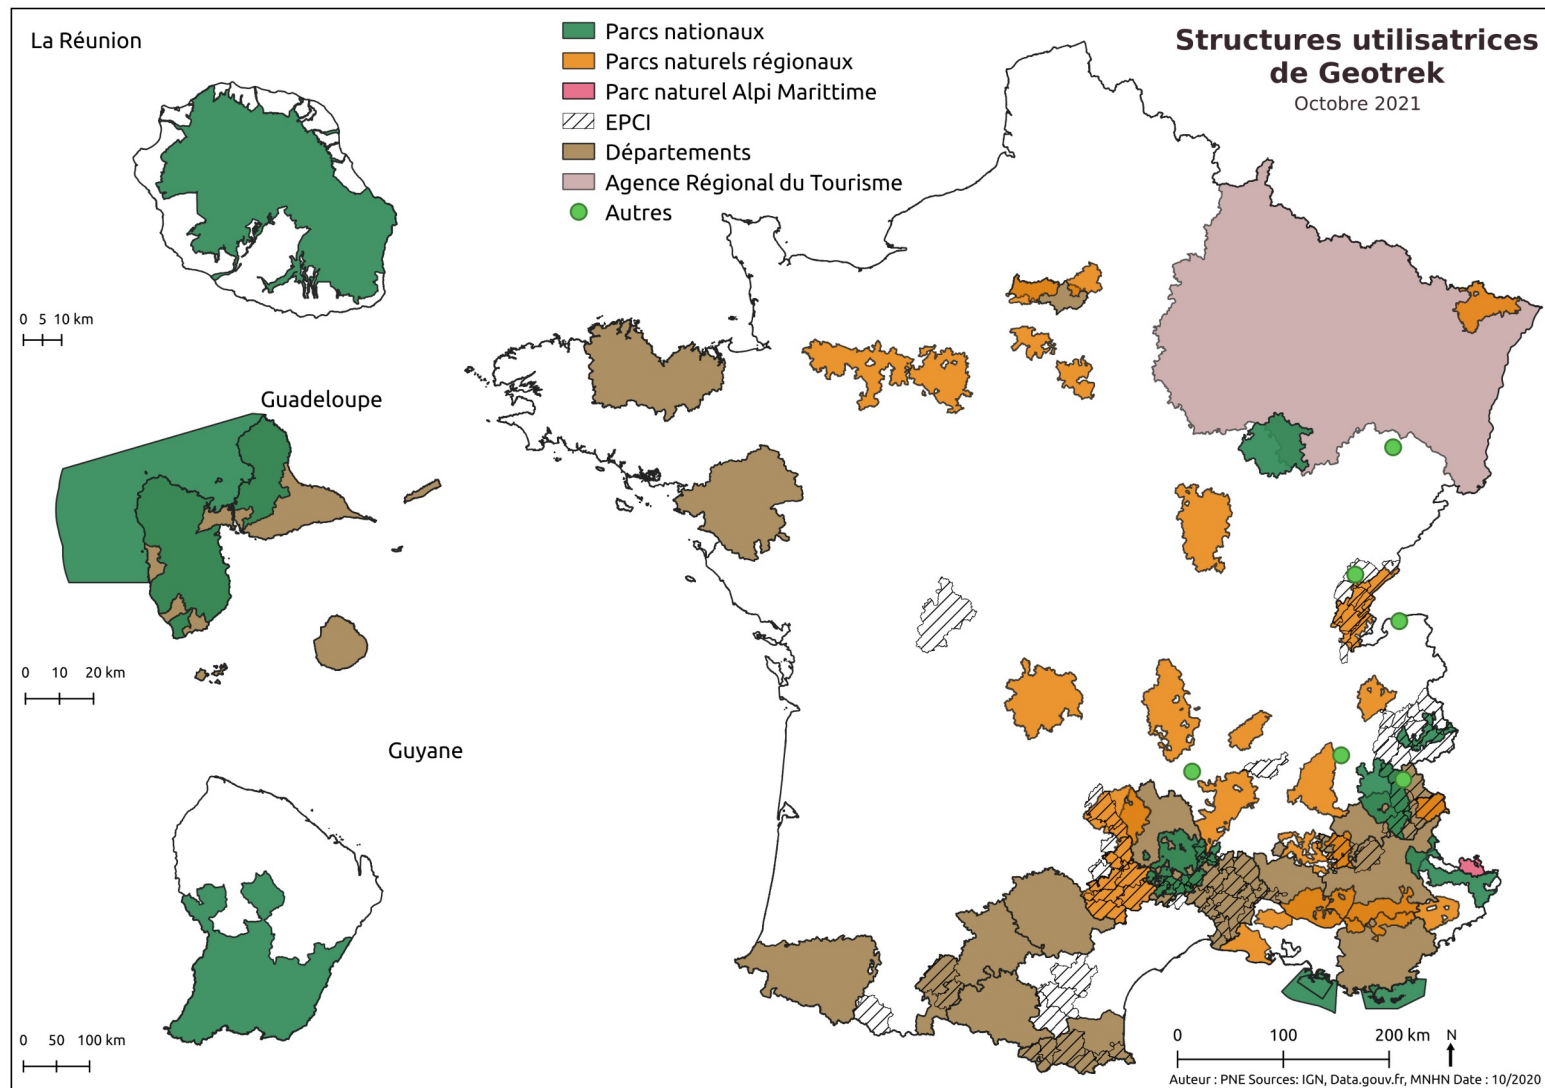 La Réunion
0 5 10 km
Guadeloupe
0 10 20 km
Guyane
0 50 100 km
Parcs nationaux
Parcs naturels régionaux
Parc naturel Alpi Marittime
EPCI
Départements
Agence Régional du Tourisme
Autres
Structures utilisatrices
de Geotrek
Octobre 2021
0 100 200 km N
Auteur : PNE Sources: IGN, Data.gouv.fr, MNHN Date : 10/2020